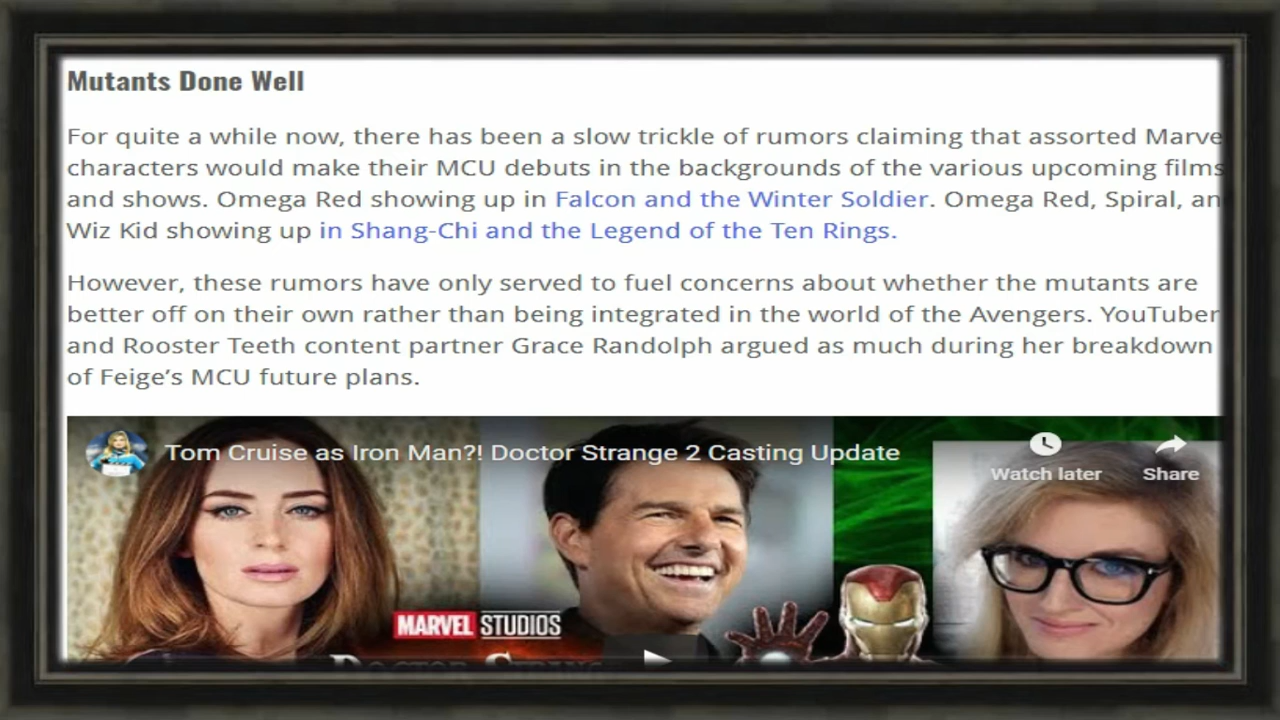 Mutants Done Well
For quite a while now, there has been a slow trickle of rumors claiming that assorted Marve
characters would make their MCU debuts in the backgrounds of the various upcoming films
and shows. Omega Red showing up in Falcon and the Winter Soldier. Omega Red, Spiral, an
Wiz Kid showing up in Shang-Chi and the Legend of the Ten Rings.
However, these rumors have only served to fuel concerns about whether the mutants are
better off on their own rather than being integrated in the world of the Avengers. YouTuber
and Rooster Teeth content partner Grace Randolph argued as much during her breakdown
of Feige's MCU future plans.
Tom Cruise as Iron Man?! Doctor Strange 2 Casting Update
Watch later
Share
MARVEL STUDIOS
DOCTOR STRANG